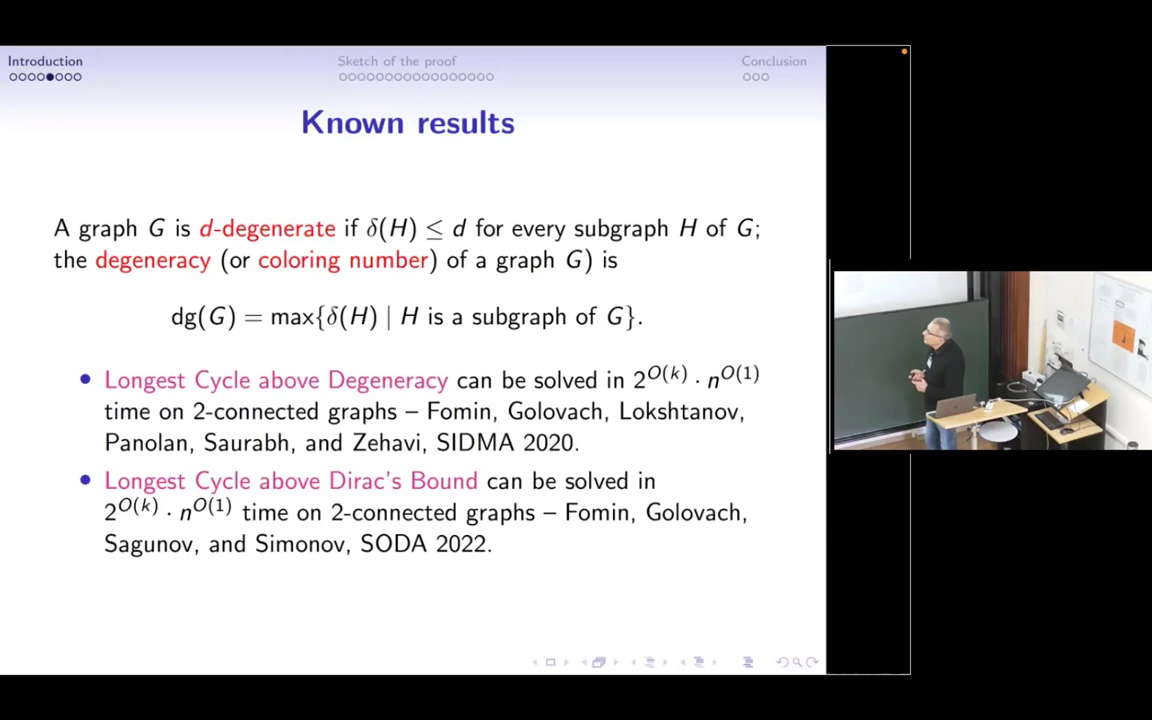 Introduction
Sketch of the proof
Conclusion
Known results
A graph G is d-degenerate if δ(H) ≤ d for every subgraph H of G;
the degeneracy (or coloring number) of a graph G) is
dg(G) = max{δ(H) | H is a subgraph of G}.
• Longest Cycle above Degeneracy can be solved in 2^{O(k)} · n^{O(1)}
time on 2-connected graphs – Fomin, Golovach, Lokshtanov,
Panolan, Saurabh, and Zehavi, SIDMA 2020.
• Longest Cycle above Dirac's Bound can be solved in
2^{O(k)} · n^{O(1)} time on 2-connected graphs – Fomin, Golovach,
Sagunov, and Simonov, SODA 2022.